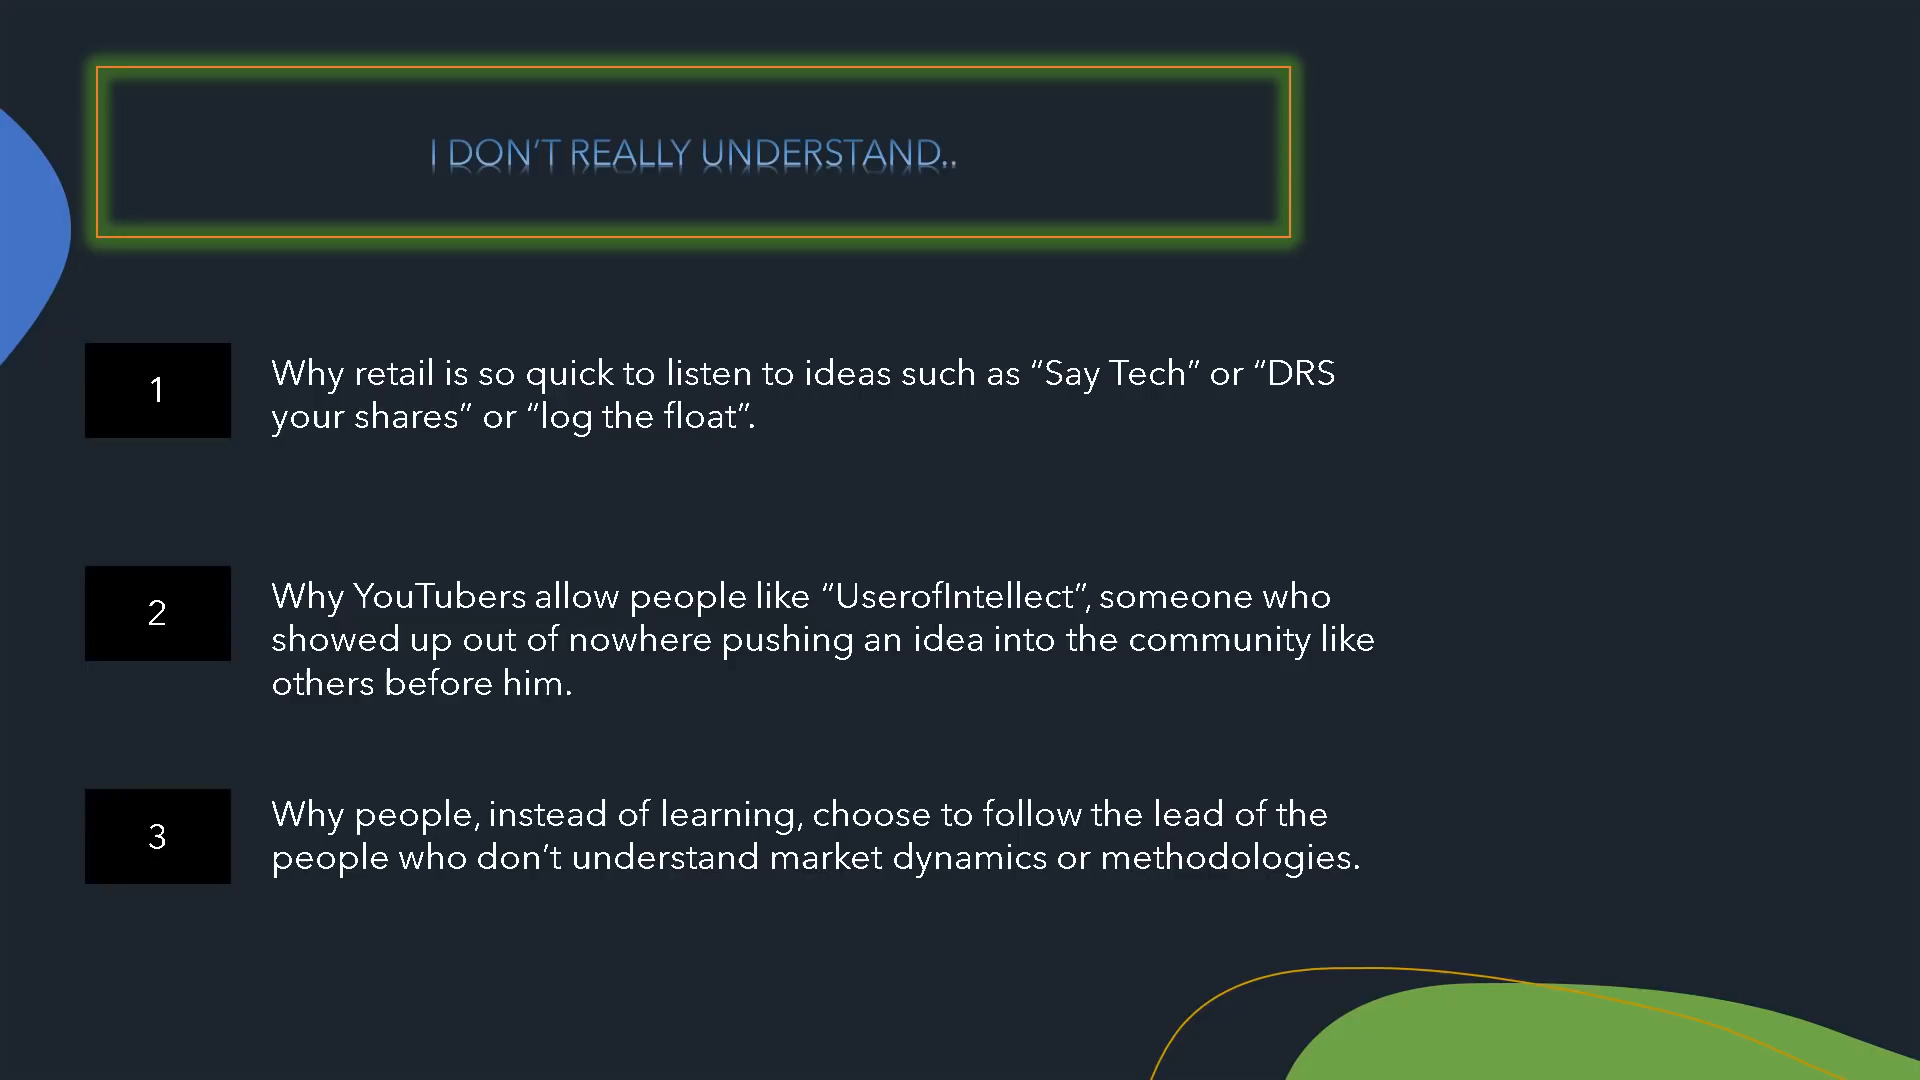 I DON’T REALLY UNDERSTAND..
1
Why retail is so quick to listen to ideas such as “Say Tech” or “DRS
your shares” or “log the float”.
2
Why YouTubers allow people like “UserofIntellect”, someone who
showed up out of nowhere pushing an idea into the community like
others before him.
3
Why people, instead of learning, choose to follow the lead of the
people who don’t understand market dynamics or methodologies.